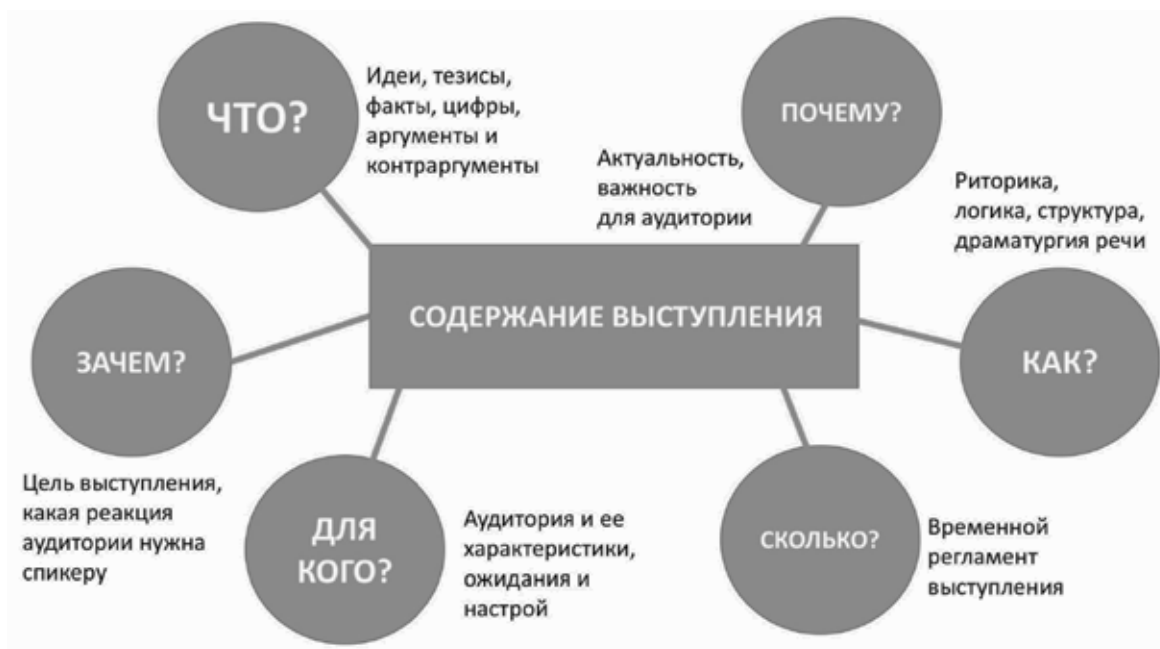 ЧТО?
Идеи, тезисы,
факты, цифры,
аргументы и
контраргументы
ПОЧЕМУ?
Актуальность,
важность
для аудитории
Риторика,
логика, структура,
драматургия речи
СОДЕРЖАНИЕ ВЫСТУПЛЕНИЯ
ЗАЧЕМ?
КАК?
Цель выступления,
какая реакция
аудитории нужна
спикеру
ДЛЯ
КОГО?
Аудитория и ее
характеристики,
ожидания и
настрой
СКОЛЬКО?
Временной
регламент
выступления